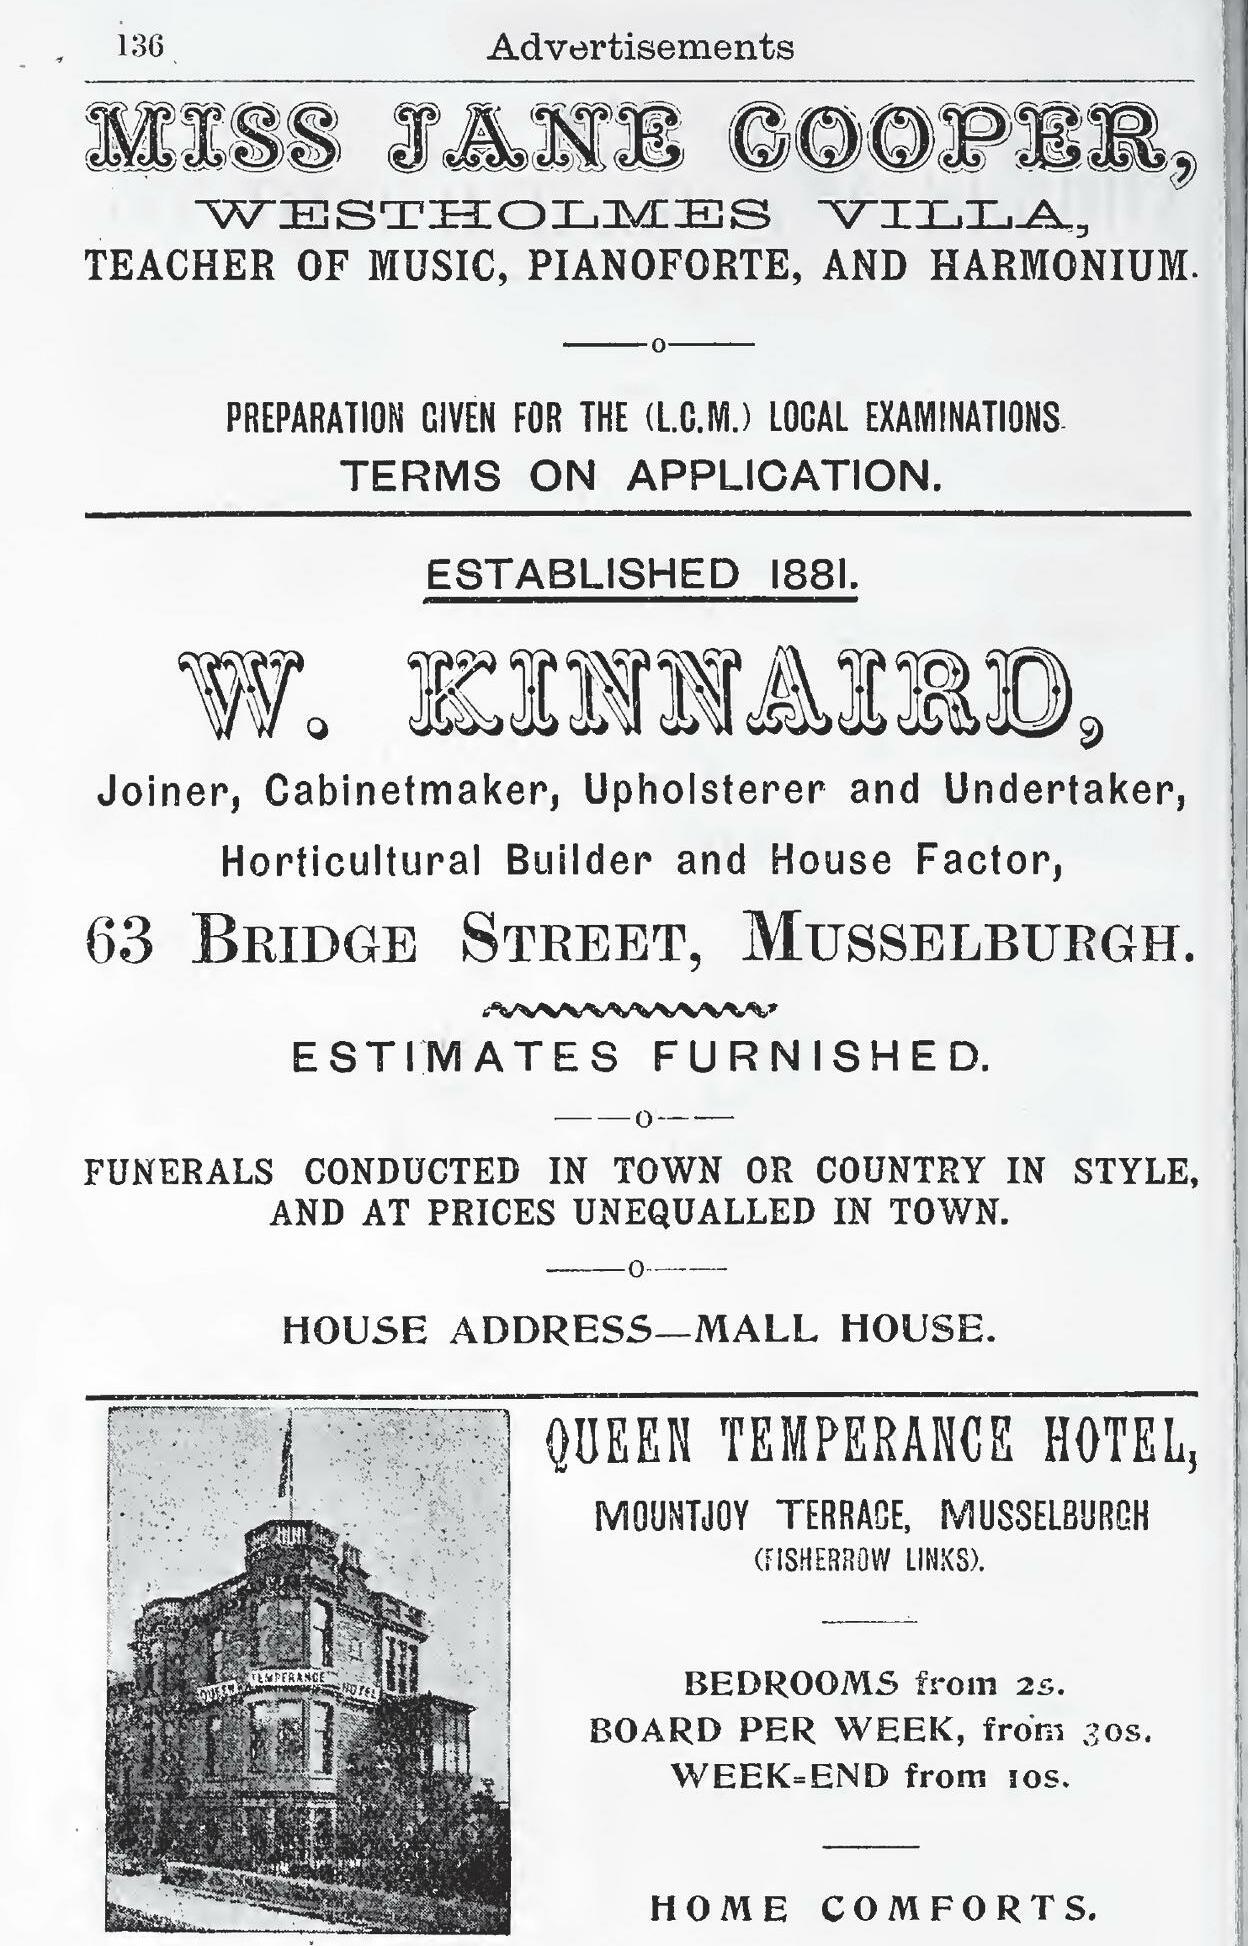 136
Advertisements
MISS JANE COOPER,
WESTHOLMES VILLA,
TEACHER OF MUSIC, PIANOFORTE, AND HARMONIUM.
PREPARATION GIVEN FOR THE (L.C.M.) LOCAL EXAMINATIONS.
TERMS ON APPLICATION.
ESTABLISHED 1881.
W. KINNAIRD,
Joiner, Cabinetmaker, Upholsterer and Undertaker,
Horticultural Builder and House Factor,
63 BRIDGE STREET, MUSSELBURGH.
ESTIMATES FURNISHED.
FUNERALS CONDUCTED IN TOWN OR COUNTRY IN STYLE,
AND AT PRICES UNEQUALLED IN TOWN.
HOUSE ADDRESS—MALL HOUSE.
QUEEN TEMPERANCE HOTEL,
MOUNTJOY TERRACE, MUSSELBURGH
(FISHERROW LINKS).
BEDROOMS from 2s.
BOARD PER WEEK, from 30s.
WEEK=END from 10s.
HOME COMFORTS.
QUEEN TEMPERANCE HOTEL